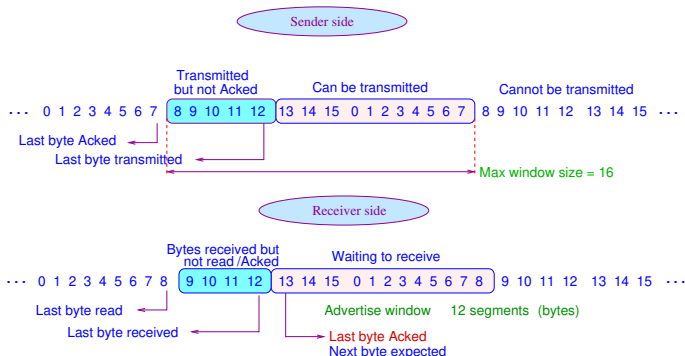 Sender side
Transmitted
but not Acked
Can be transmitted
Cannot be transmitted
... 0 1 2 3 4 5 6 7 8 9 10 11 12 13 14 15 0 1 2 3 4 5 6 7 8 9 10 11 12 13 14 15 ...
Last byte Acked
Last byte transmitted
Max window size = 16
Receiver side
Bytes received but
not read /Acked
Waiting to receive
... 0 1 2 3 4 5 6 7 8 9 10 11 12 13 14 15 0 1 2 3 4 5 6 7 8 9 10 11 12 13 14 15 ...
Last byte read
Advertise window 12 segments (bytes)
Last byte received
Last byte Acked
Next byte expected